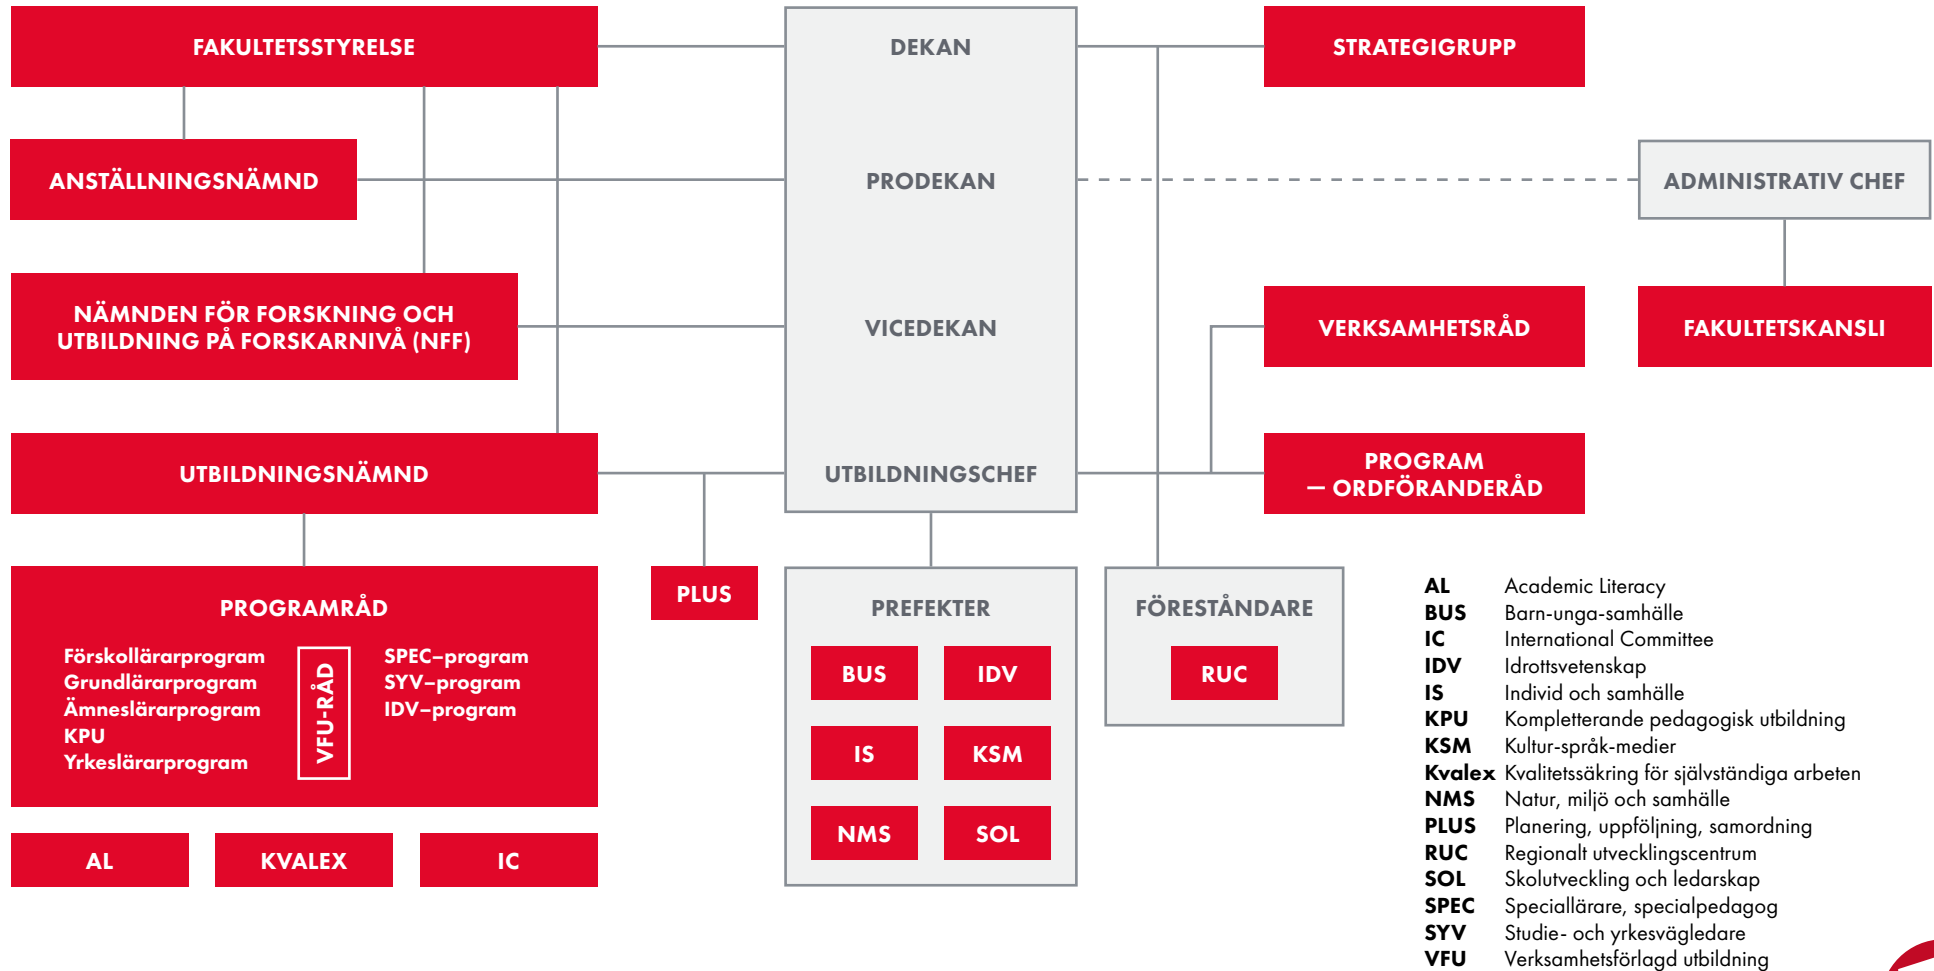 FAKULTETSSTYRELSE
DEKAN
STRATEGIGRUPP
ANSTÄLLNINGSNÄMND
PRODEKAN
ADMINISTRATIV CHEF
NÄMNDEN FÖR FORSKNING OCH
UTBILDNING PÅ FORSKARNIVÅ (NFF)
VICEDEKAN
VERKSAMHETSRÅD
FAKULTETSKANSLI
UTBILDNINGSNÄMND
UTBILDNINGSCHEF
PROGRAM
— ORDFÖRANDERÅD
PROGRAMRÅD
Förskollärarprogram
Grundlärarprogram
Ämneslärarprogram
KPU
Yrkeslärarprogram
VFU-RÅD
SPEC–program
SYV–program
IDV–program
AL
KVALEX
IC
PLUS
PREFEKTER
BUS
IDV
IS
KSM
NMS
SOL
FÖRESTÅNDARE
RUC
AL Academic Literacy
BUS Barn-unga-samhälle
IC International Committee
IDV Idrottsvetenskap
IS Individ och samhälle
KPU Kompletterande pedagogisk utbildning
KSM Kultur-språk-medier
Kvalex Kvalitetssäkring för självständiga arbeten
NMS Natur, miljö och samhälle
PLUS Planering, uppföljning, samordning
RUC Regionalt utvecklingscentrum
SOL Skolutveckling och ledarskap
SPEC Speciallärare, specialpedagog
SYV Studie- och yrkesvägledare
VFU Verksamhetsförlagd utbildning